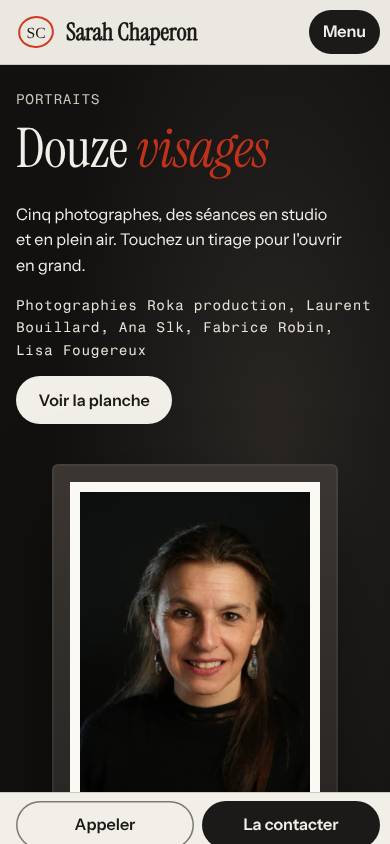 SC Sarah Chaperon Menu
PORTRAITS
Douze visages
Cinq photographes, des séances en studio
et en plein air. Touchez un tirage pour l'ouvrir
en grand.
Photographies Roka production, Laurent
Bouillard, Ana Slk, Fabrice Robin,
Lisa Fougereux
Voir la planche
Appeler La contacter